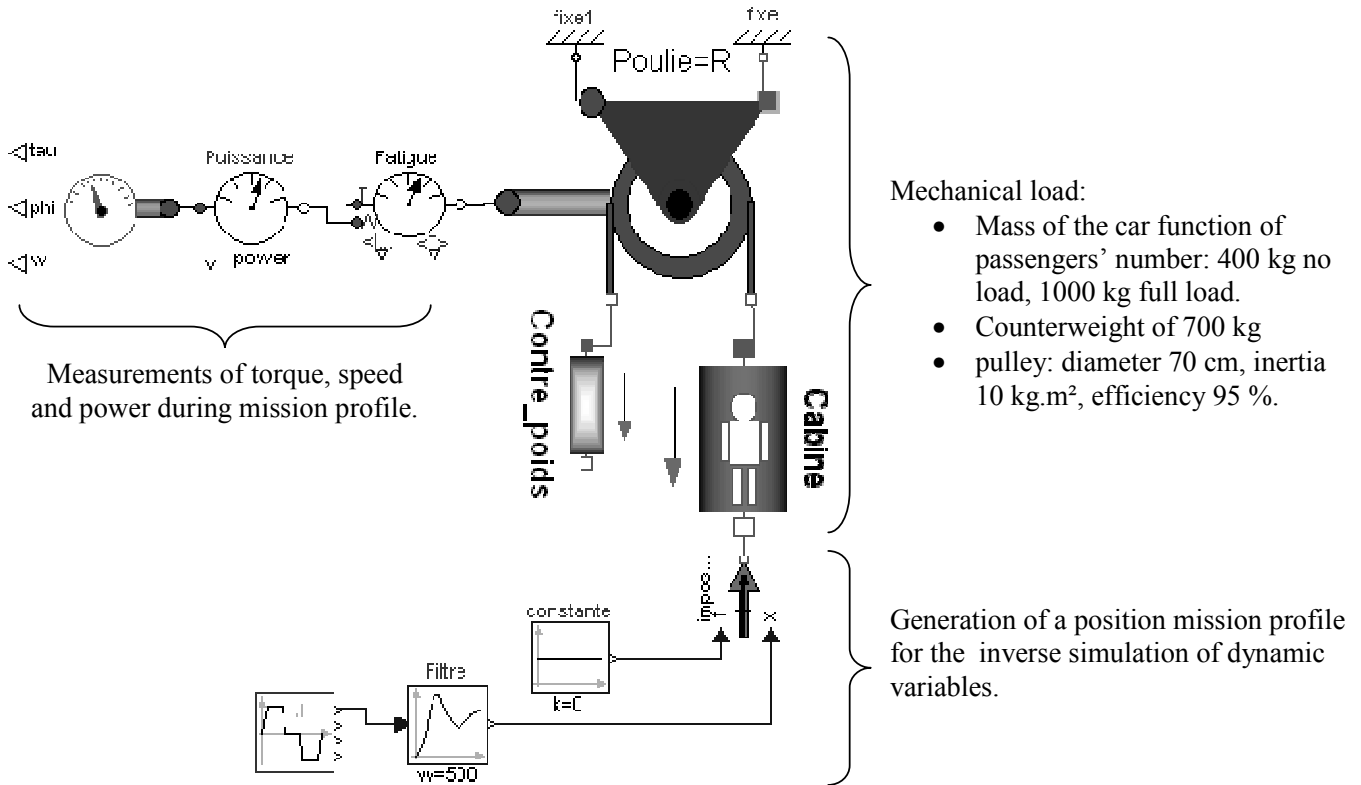 fixe1
fixe
Poulie=R
tau
phi
w
Puissance
power
Fatigue
Contre_poids
Cabine
Measurements of torque, speed
and power during mission profile.
Mechanical load:
• Mass of the car function of
passengers’ number: 400 kg no
load, 1000 kg full load.
• Counterweight of 700 kg
• pulley: diameter 70 cm, inertia
10 kg.m², efficiency 95 %.
constante
k=0
f
x
Filtre
w=500
Generation of a position mission profile
for the inverse simulation of dynamic
variables.